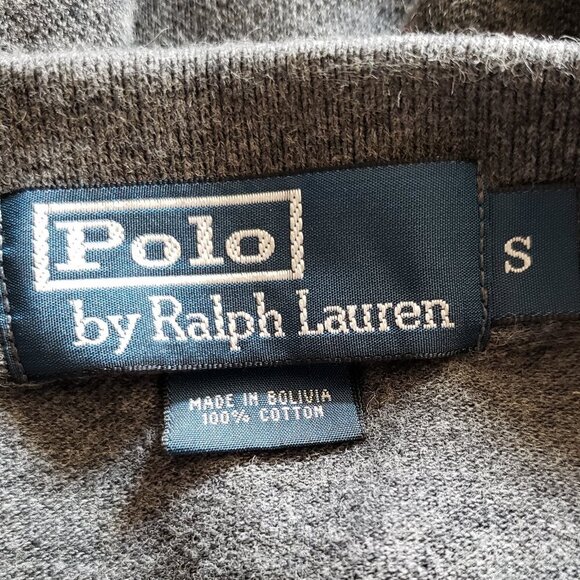 Polo
by Ralph Lauren
S
MADE IN BOLIVIA
100% COTTON